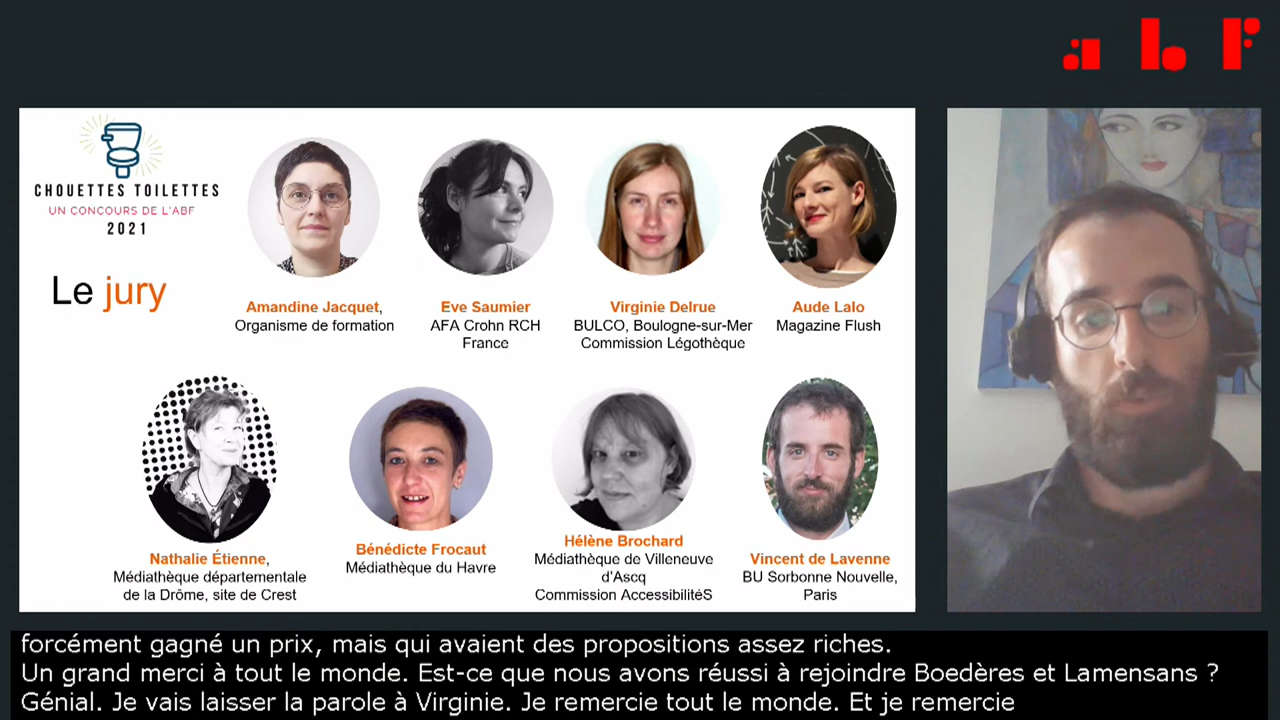 abf
CHOUETTES TOILETTES
UN CONCOURS DE L'ABF
2021
Le jury
Amandine Jacquet,
Organisme de formation
Eve Saumier
AFA Crohn RCH
France
Virginie Delrue
BULCO, Boulogne-sur-Mer
Commission Légothèque
Aude Lalo
Magazine Flush
Nathalie Étienne,
Médiathèque départementale
de la Drôme, site de Crest
Bénédicte Frocaut
Médiathèque du Havre
Hélène Brochard
Médiathèque de Villeneuve
d'Ascq
Commission AccessibilitéS
Vincent de Lavenne
BU Sorbonne Nouvelle,
Paris
forcément gagné un prix, mais qui avaient des propositions assez riches.
Un grand merci à tout le monde. Est-ce que nous avons réussi à rejoindre Boedères et Lamensans ?
Génial. Je vais laisser la parole à Virginie. Je remercie tout le monde. Et je remercie